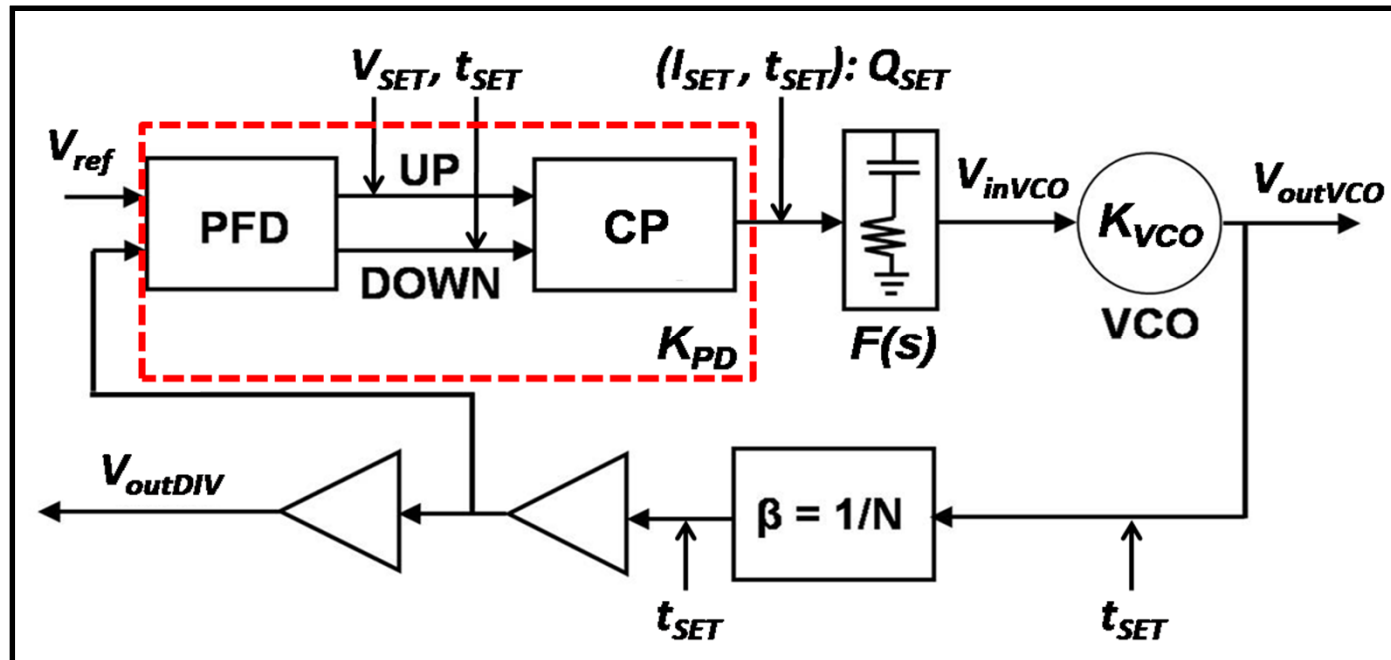 V_SET, t_SET
(I_SET, t_SET): Q_SET
V_ref
UP
PFD
CP
DOWN
K_PD
F(s)
V_inVCO
K_VCO
VCO
V_outVCO
V_outDIV
β = 1/N
t_SET
t_SET